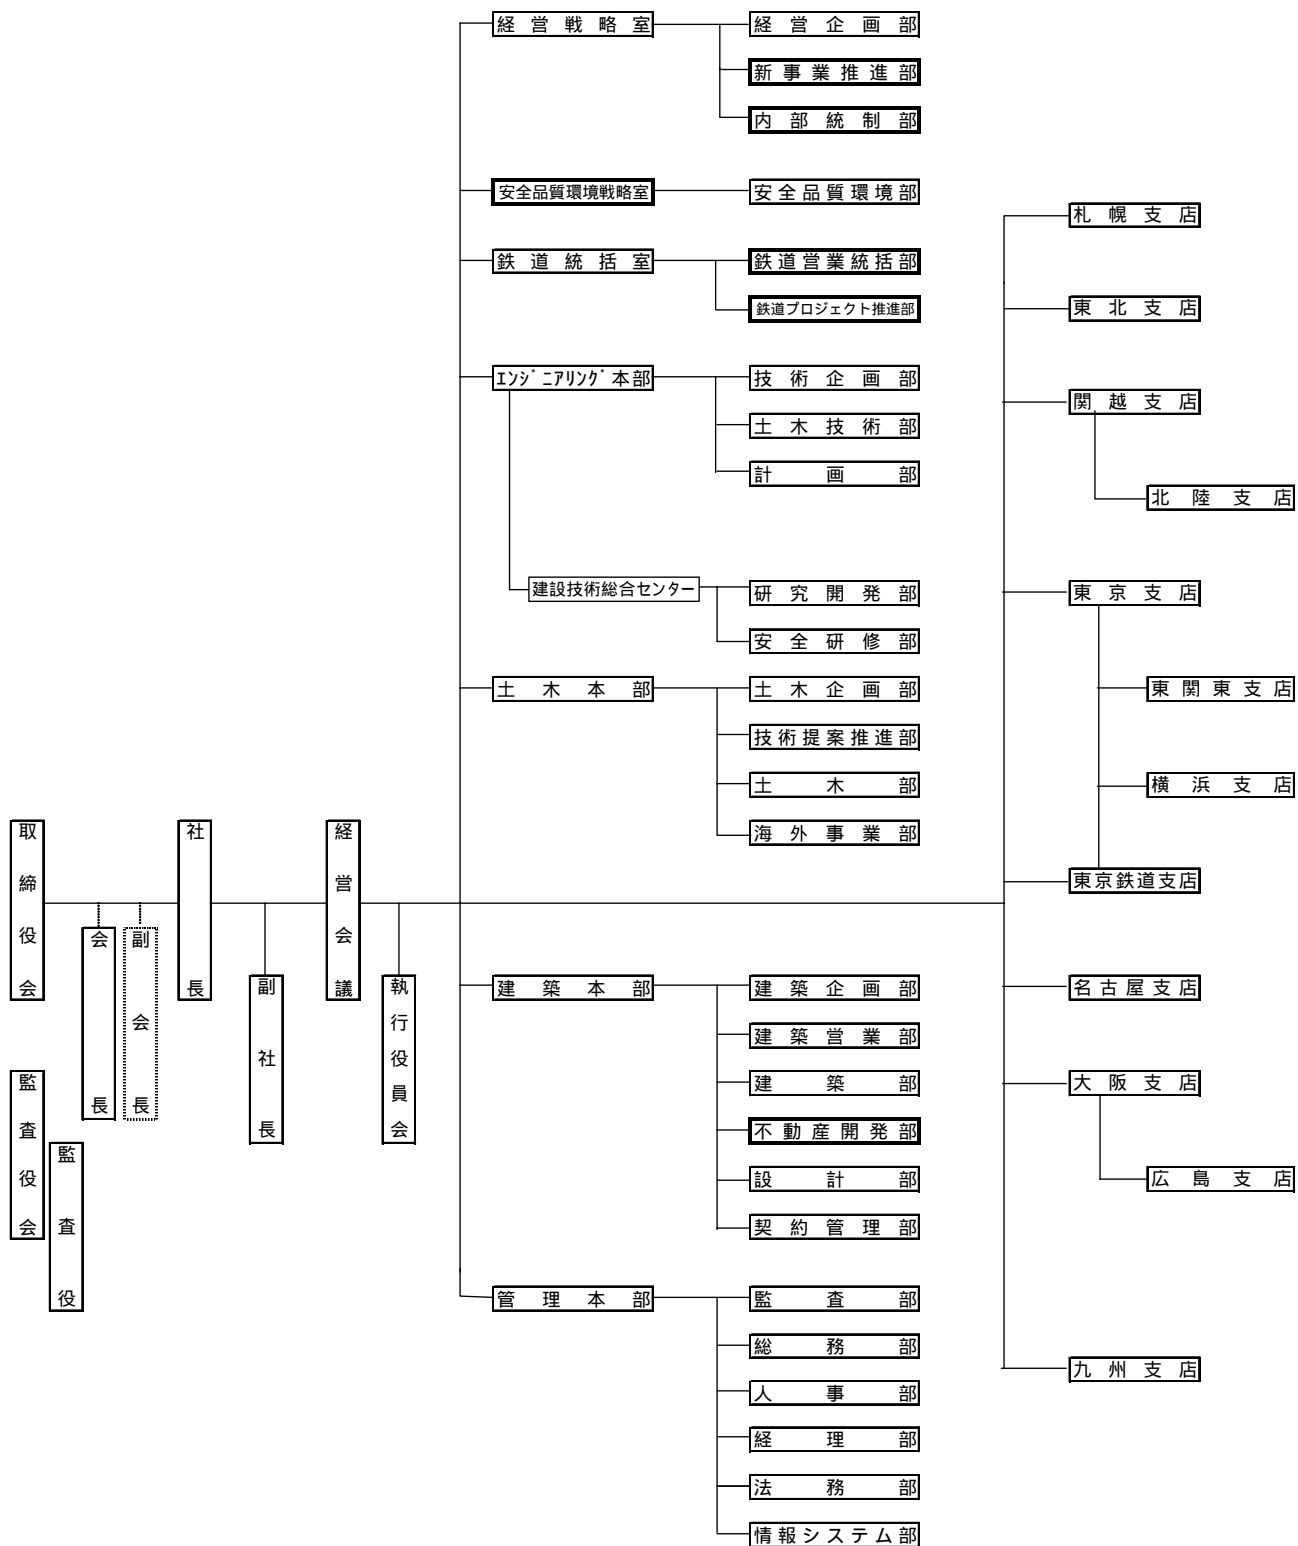 取締役会
監査役会
監査役
会長
副会長
社長
副社長
経営会議
執行役員会
経営戦略室
経営企画部
新事業推進部
内部統制部
安全品質環境戦略室
安全品質環境部
鉄道統括室
鉄道営業統括部
鉄道プロジェクト推進部
ｴﾝｼﾞﾆｱﾘﾝｸﾞ本部
技術企画部
土木技術部
計画部
建設技術総合センター
研究開発部
安全研修部
土木本部
土木企画部
技術提案推進部
土木部
海外事業部
建築本部
建築企画部
建築営業部
建築部
不動産開発部
設計部
契約管理部
管理本部
監査部
総務部
人事部
経理部
法務部
情報システム部
札幌支店
東北支店
関越支店
北陸支店
東京支店
東関東支店
横浜支店
東京鉄道支店
名古屋支店
大阪支店
広島支店
九州支店